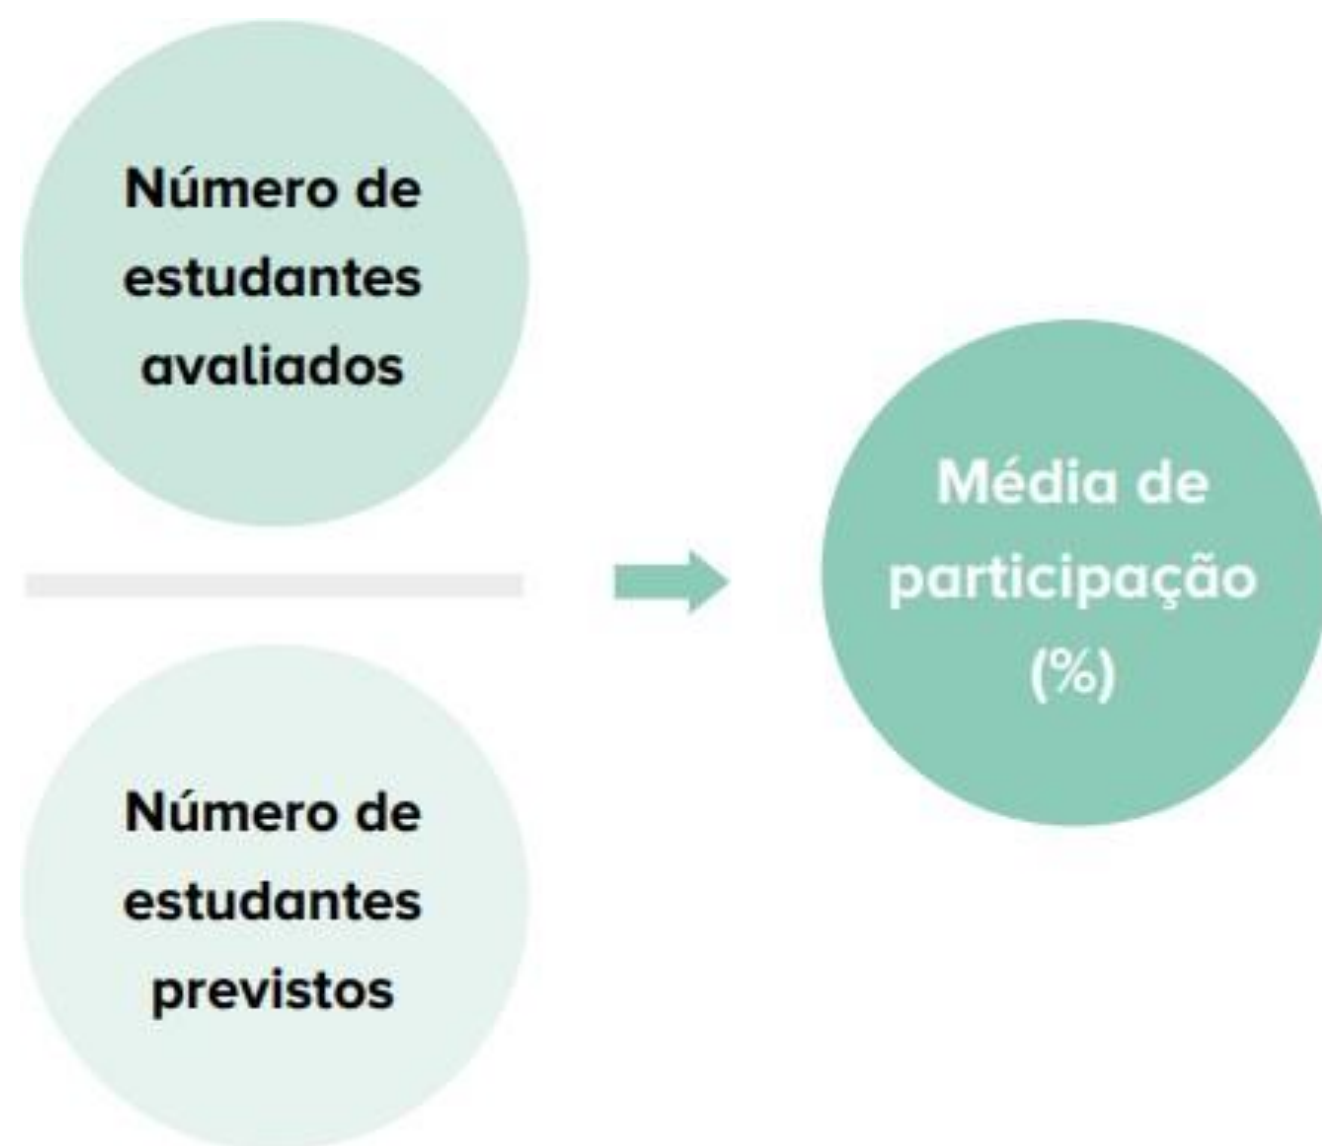 Número de
estudantes
avaliados
Número de
estudantes
previstos
Média de
participação
(%)